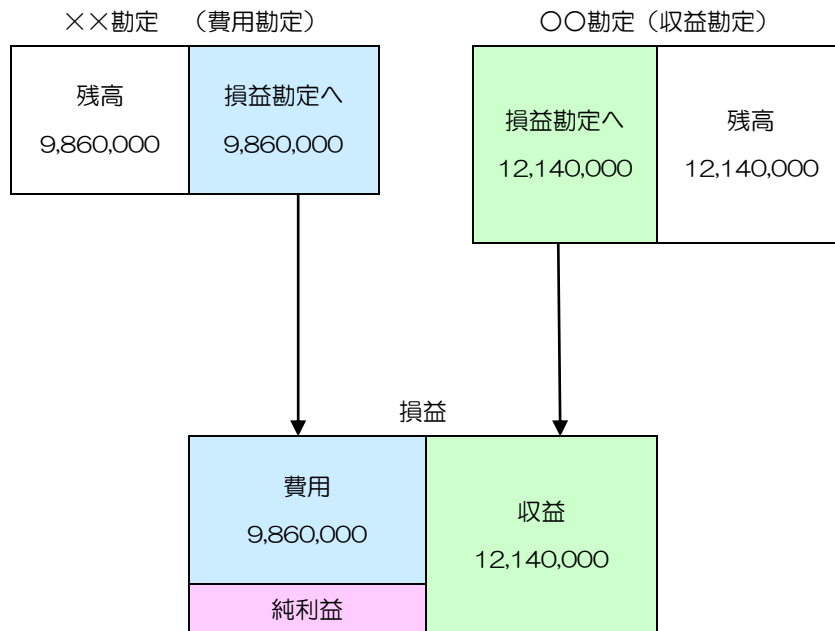 ××勘定　（費用勘定）
残高
9,860,000
損益勘定へ
9,860,000
〇〇勘定（収益勘定）
損益勘定へ
12,140,000
残高
12,140,000
損益
費用
9,860,000
純利益
収益
12,140,000